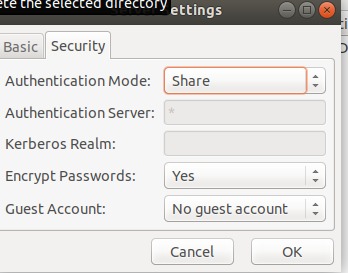 ete the selected directory
ettings
Basic
Security
Authentication Mode: Share
Authentication Server: *
Kerberos Realm:
Encrypt Passwords: Yes
Guest Account: No guest account
Cancel OK